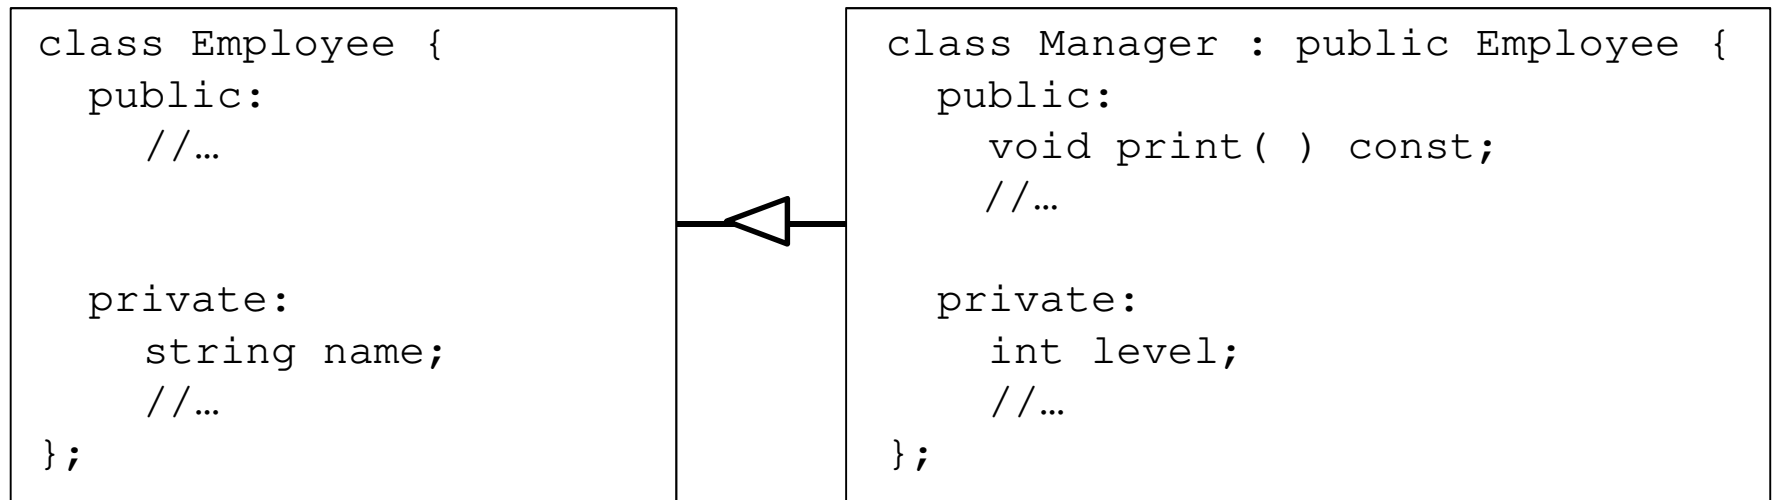 class Employee {
public:
//…
private:
string name;
//…
};
class Manager : public Employee {
public:
void print( ) const;
//…
private:
int level;
//…
};